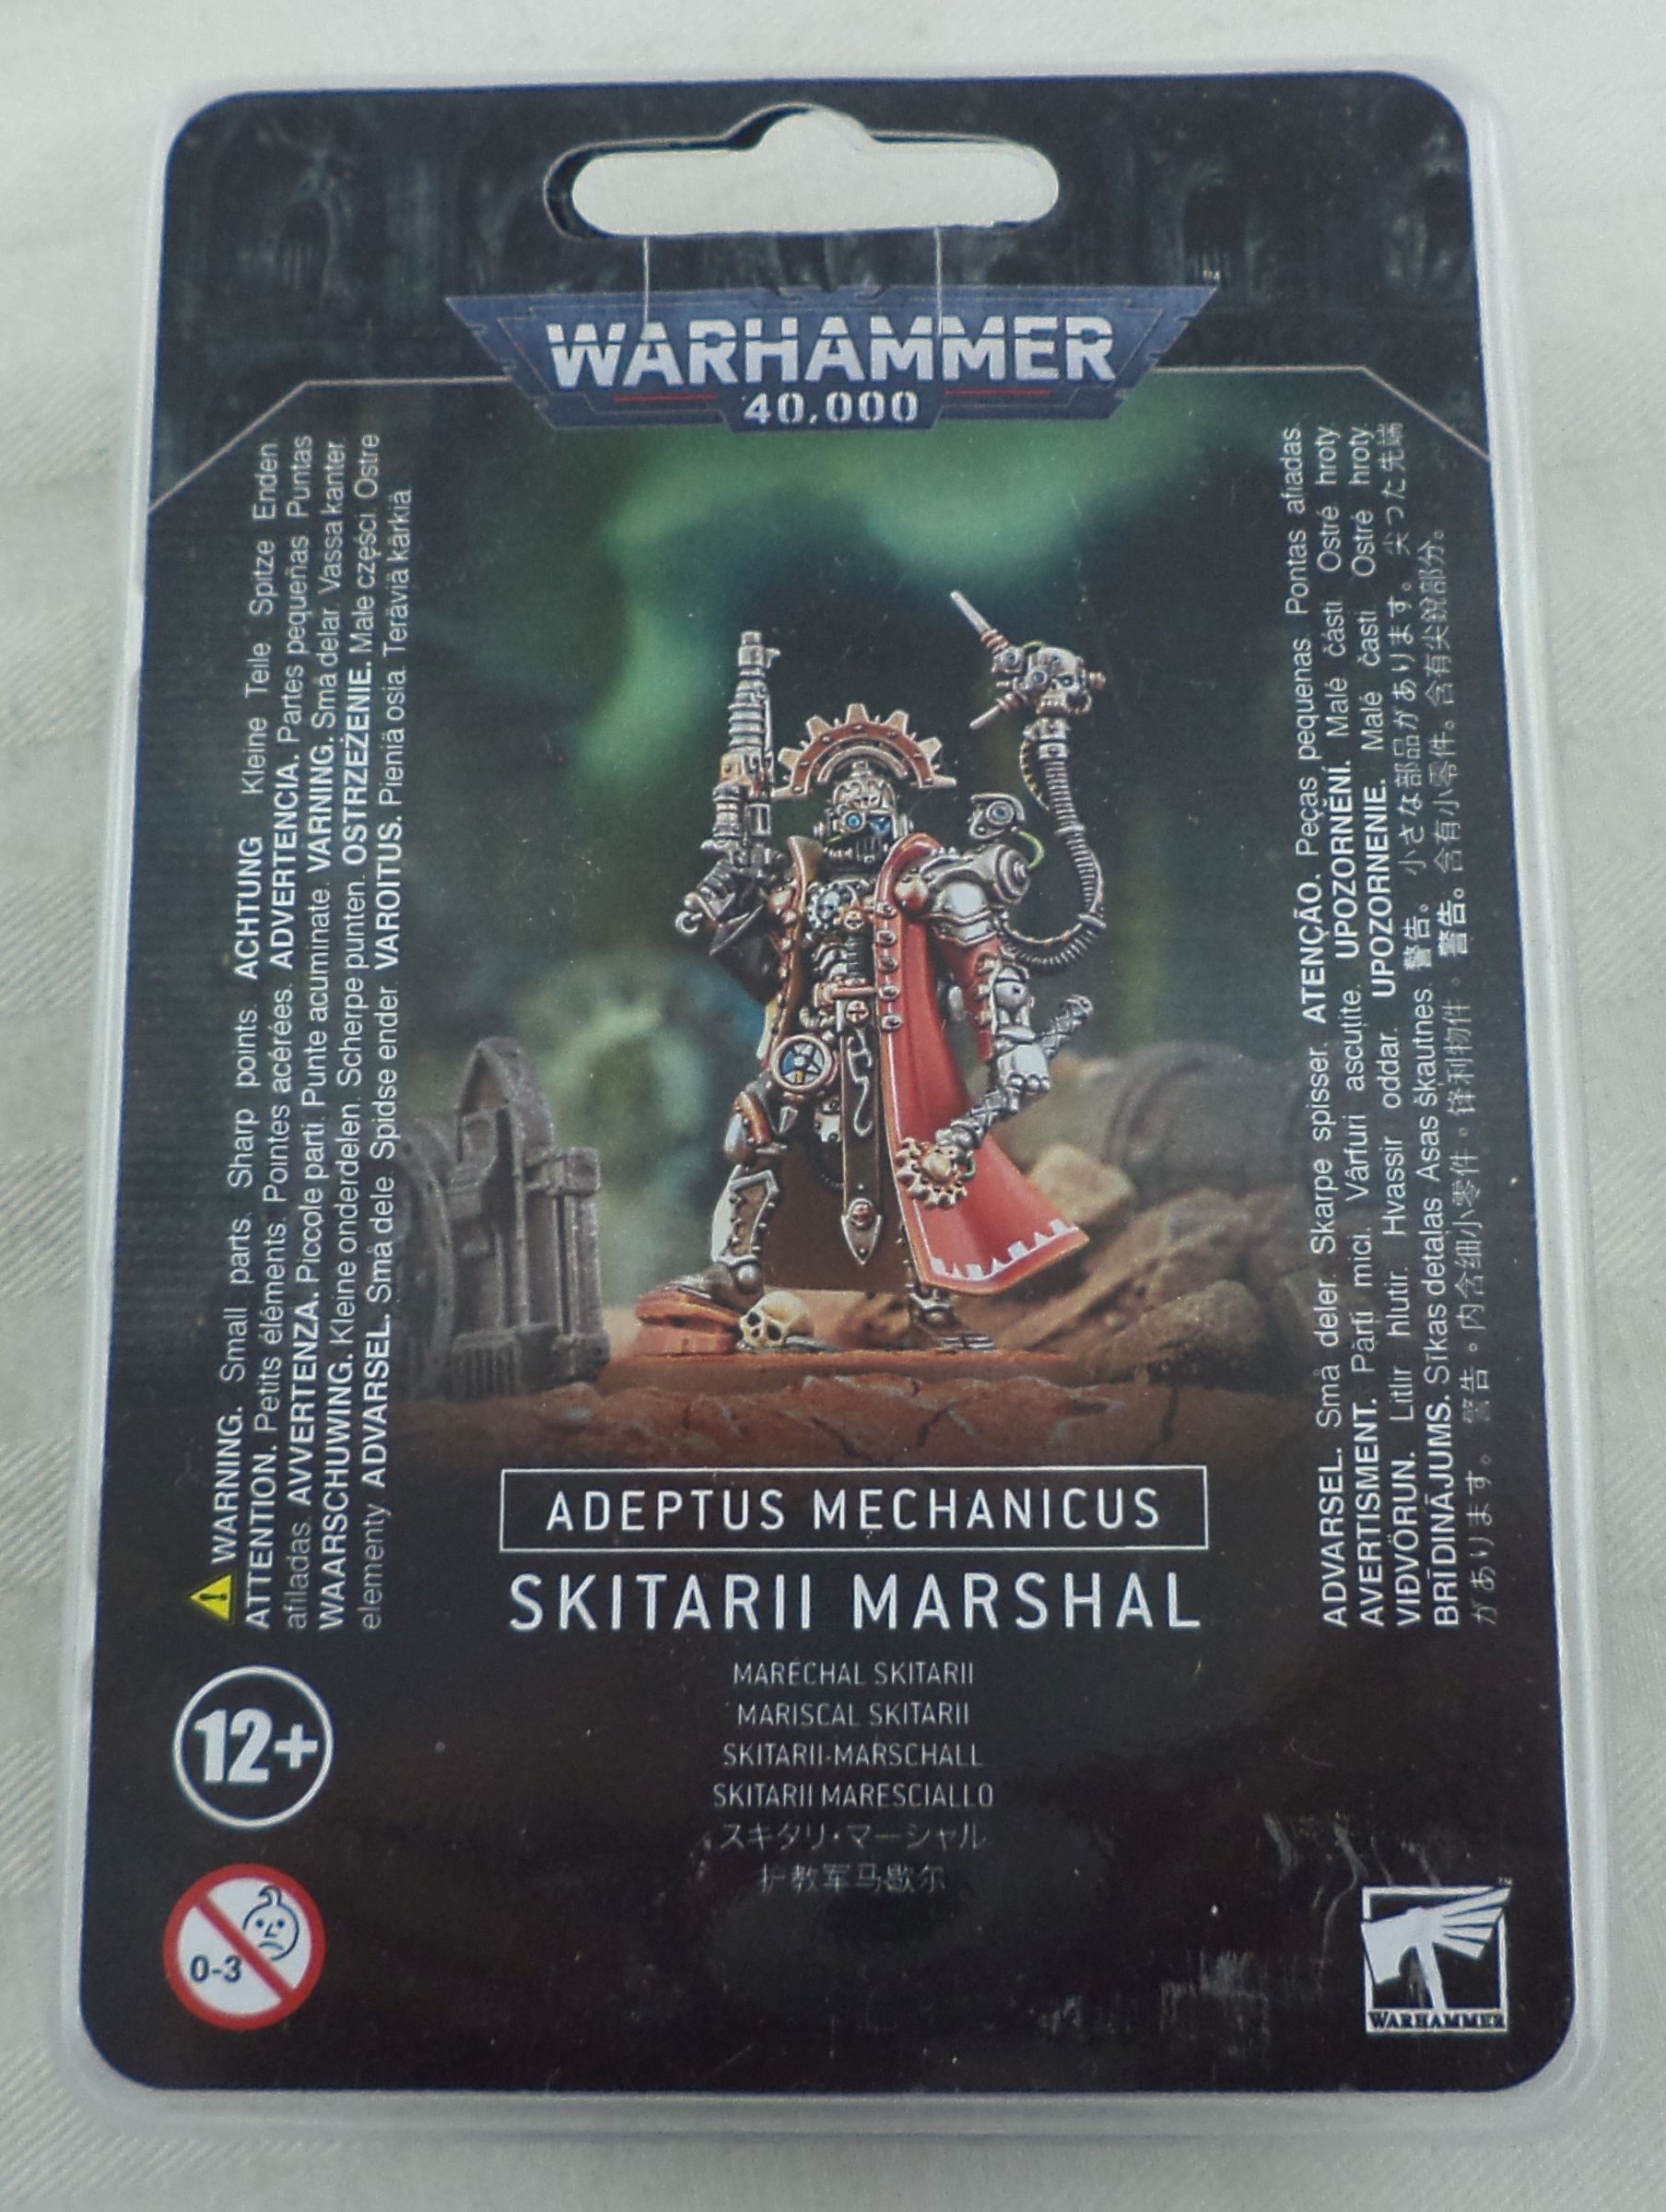 WARHAMMER
40,000
⚠ WARNING. Small parts. Sharp points. ACHTUNG Kleine Teile Spitze Enden
ATTENTION. Petits éléments. Pointes acérées. ADVERTENCIA. Partes pequeñas Puntas
afiladas. AVVERTENZA. Piccole parti. Punte acuminate. VARNING. Små delar. Vassa kanter.
WAARSCHUWING. Kleine onderdelen. Scherpe punten. OSTRZEŻENIE. Małe części Ostre
elementy ADVARSEL. Små dele. Spidse ender. VAROITUS. Pieniä osia. Teräviä kärkiä
ADVARSEL. Små deler. Skarpe spisser. ATENÇÃO. Peças pequenas. Pontas afiadas.
AVERTISMENT. Părți mici. Vârfuri ascuțite. UPOZORNĚNÍ. Malé části Ostré hroty.
VIÐVÖRUN. Litlir hlutir. Hvassir oddar. UPOZORNENIE. Malé časti Ostré hroty.
BRĪDINĀJUMS. Sīkas detaļas Asas šķautnes. 警告。小さな部品があります。尖った先端
があります。警告。内含细小零件。锋利物件。警告。含有小零件。含有尖銳部分。
ADEPTUS MECHANICUS
SKITARII MARSHAL
MARÉCHAL SKITARII
MARISCAL SKITARII
SKITARII-MARSCHALL
SKITARII MARESCIALLO
スキタリ・マーシャル
护教军马歇尔
12+
0-3
WARHAMMER